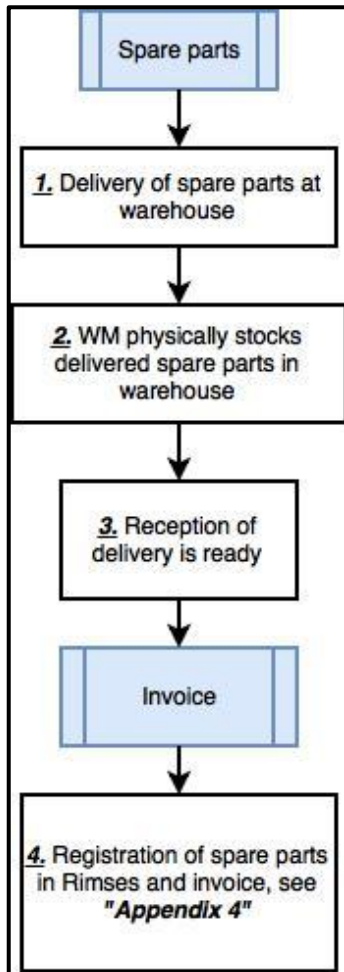 Spare parts
1. Delivery of spare parts at
warehouse
2. WM physically stocks
delivered spare parts in
warehouse
3. Reception of
delivery is ready
Invoice
4. Registration of spare parts
in Rimses and invoice, see
"Appendix 4"